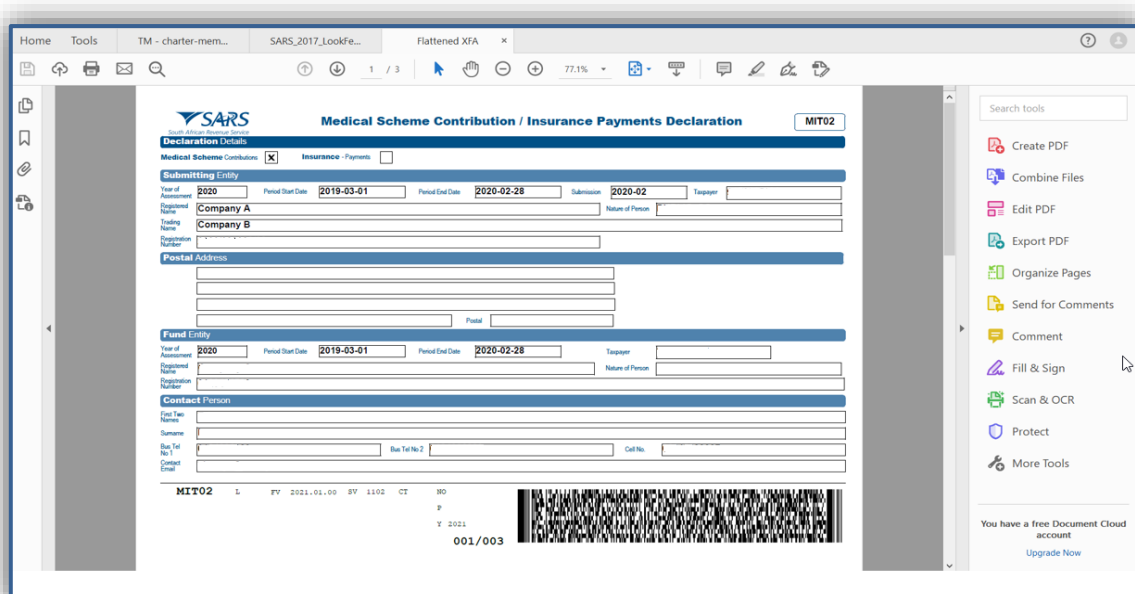 Home Tools TM - charter-mem... SARS_2017_LookFe... Flattened XFA ×
1 / 3 77.1%
SARS
South African Revenue Service
Medical Scheme Contribution / Insurance Payments Declaration MIT02
Declaration Details
Medical Scheme Contributions X Insurance - Payments
Submitting Entity
Year of Assessment 2020 Period Start Date 2019-03-01 Period End Date 2020-02-28 Submission 2020-02 Taxpayer
Registered Name Company A Nature of Person
Trading Name Company B
Registration Number
Postal Address
Postal
Fund Entity
Year of Assessment 2020 Period Start Date 2019-03-01 Period End Date 2020-02-28 Taxpayer
Registered Name Nature of Person
Registration Number
Contact Person
First Two Names
Surname
Bus Tel No 1 Bus Tel No 2 Cell No.
Contact Email
MIT02 L FV 2021.01.00 SV 1102 CT NO
P
Y 2021
001/003
Search tools
Create PDF
Combine Files
Edit PDF
Export PDF
Organize Pages
Send for Comments
Comment
Fill & Sign
Scan & OCR
Protect
More Tools
You have a free Document Cloud
account
Upgrade Now